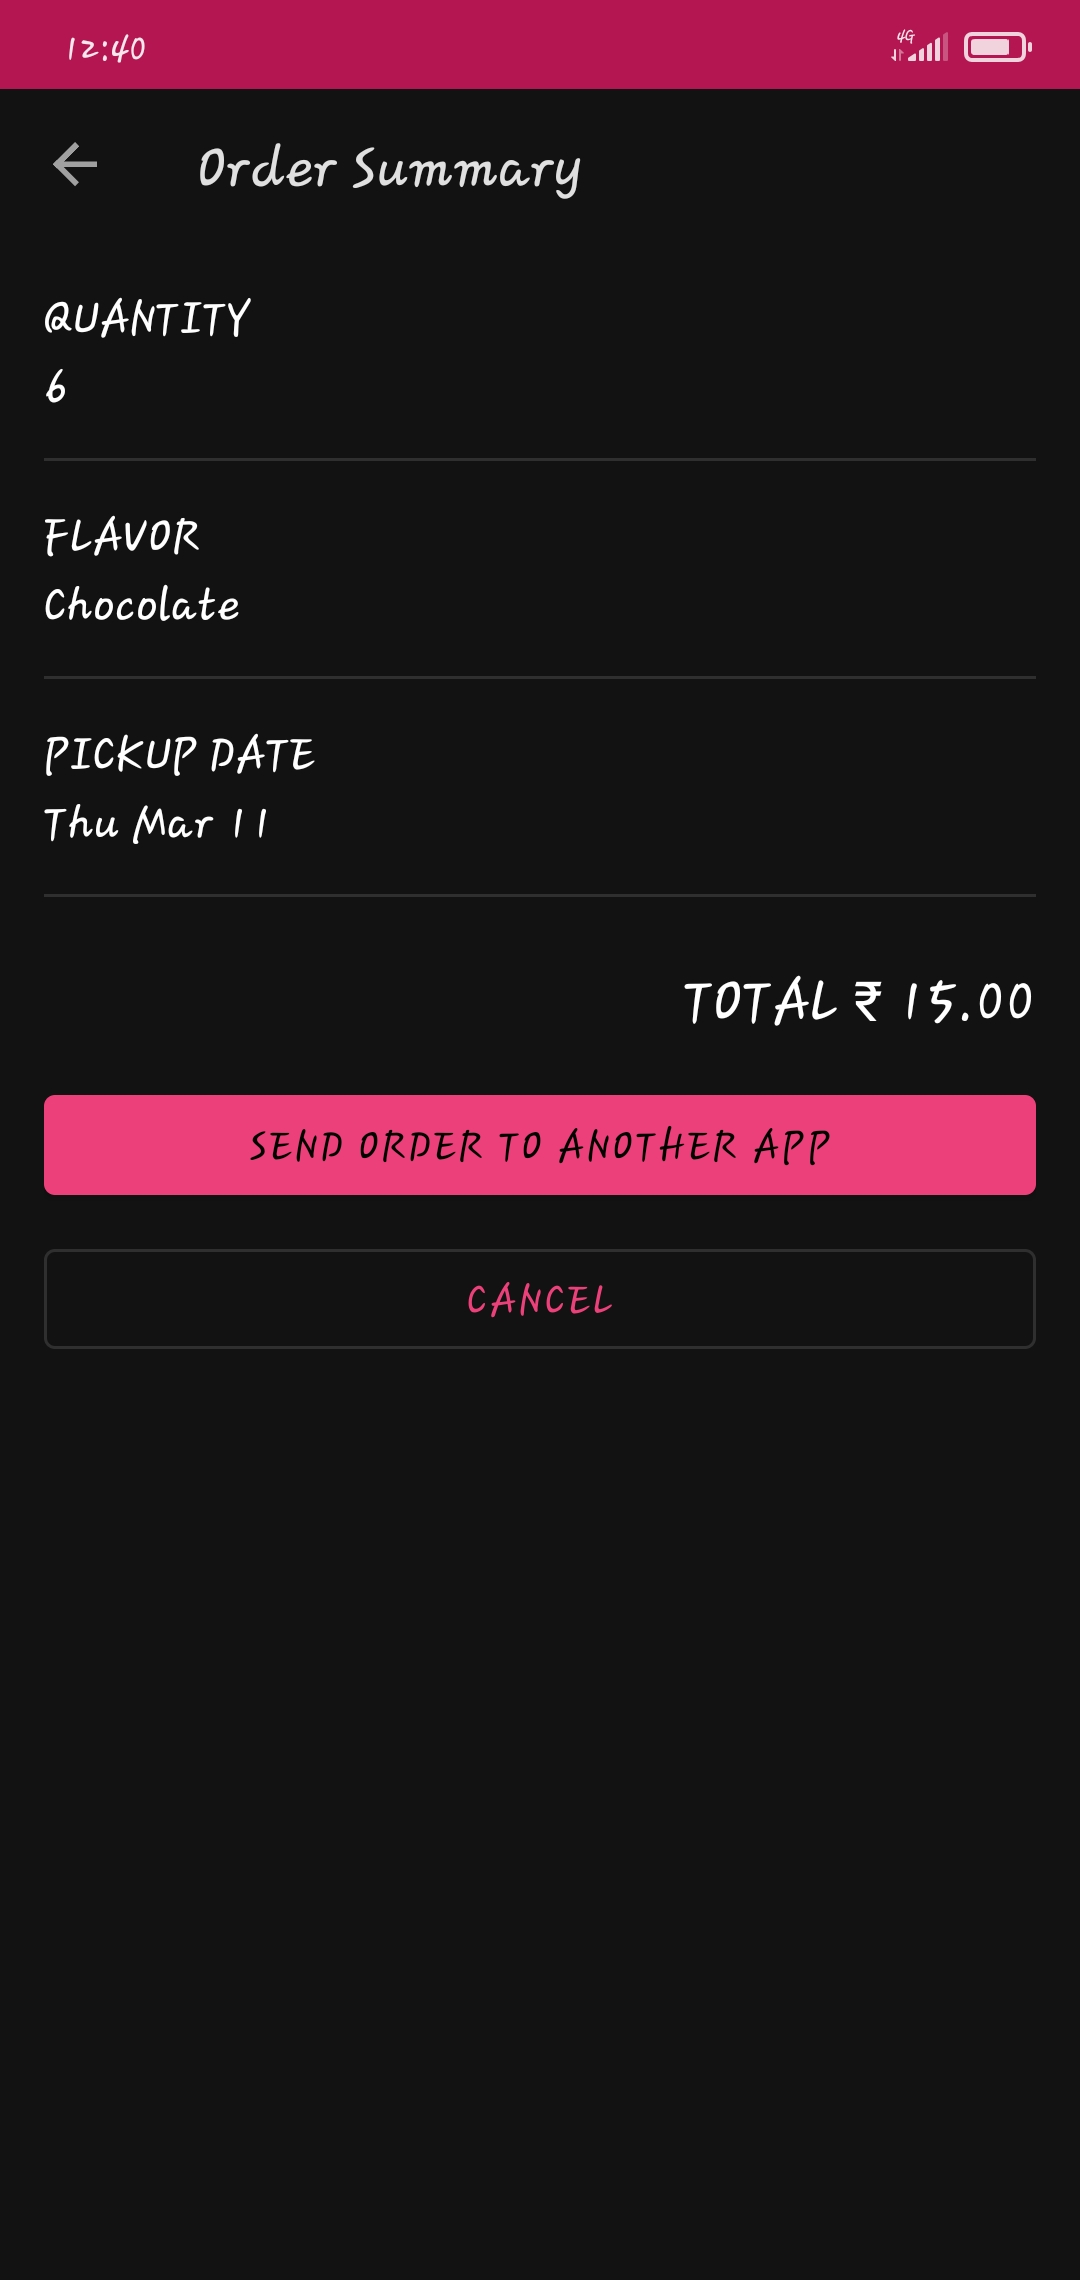 12:40
4G
Order Summary
QUANTITY
6
FLAVOR
Chocolate
PICKUP DATE
Thu Mar 11
TOTAL ₹ 15.00
SEND ORDER TO ANOTHER APP
CANCEL